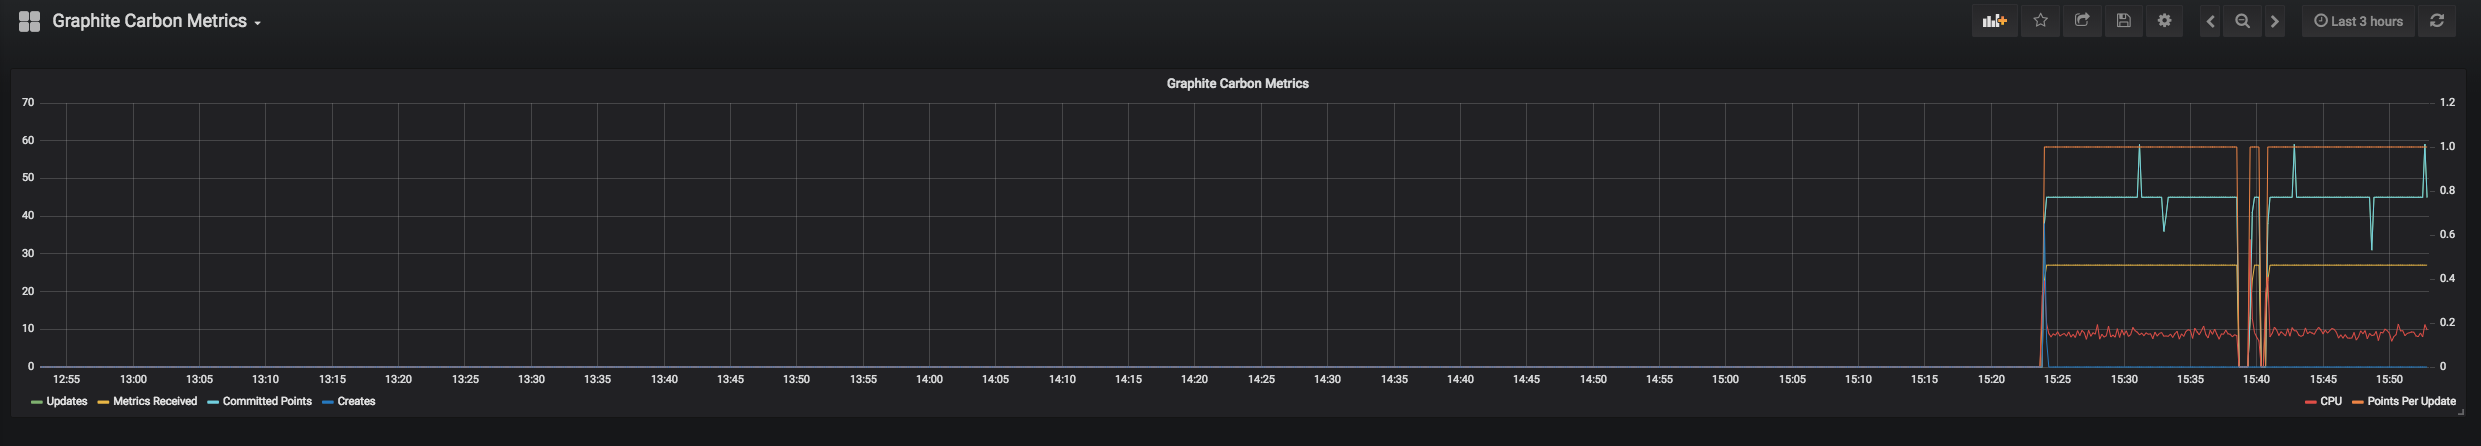 Graphite Carbon Metrics
Last 3 hours
Graphite Carbon Metrics
70 1.2
60 1.0
50 0.8
40 0.6
30 0.4
20 0.2
10 0
0
12:55 13:00 13:05 13:10 13:15 13:20 13:25 13:30 13:35 13:40 13:45 13:50 13:55 14:00 14:05 14:10 14:15 14:20 14:25 14:30 14:35 14:40 14:45 14:50 14:55 15:00 15:05 15:10 15:15 15:20 15:25 15:30 15:35 15:40 15:45 15:50
Updates Metrics Received Committed Points Creates CPU Points Per Update